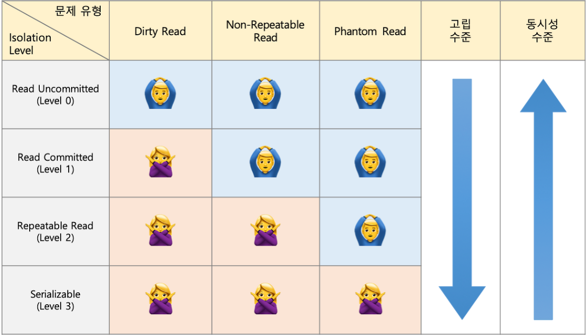 문제 유형
Isolation
Level
Dirty Read
Non-Repeatable
Read
Phantom Read
고립
수준
동시성
수준
Read Uncommitted
(Level 0)
Read Committed
(Level 1)
Repeatable Read
(Level 2)
Serializable
(Level 3)